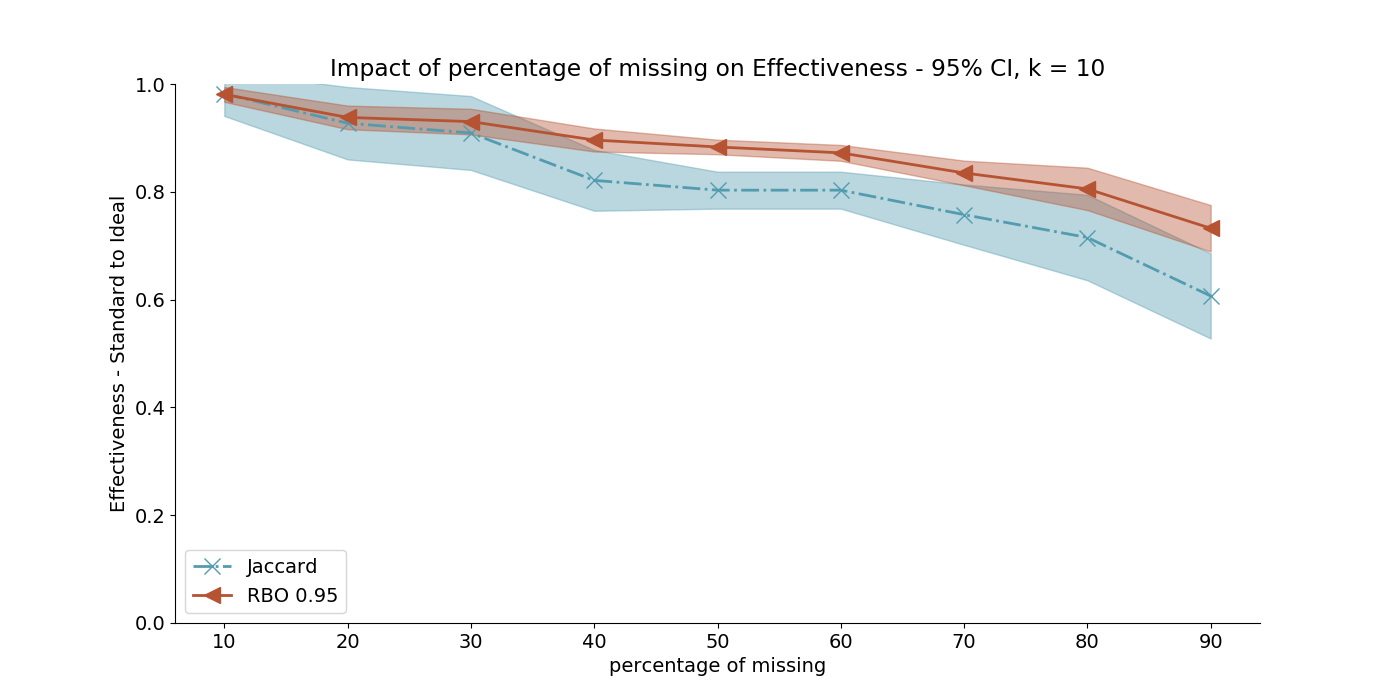 Impact of percentage of missing on Effectiveness - 95% CI, k = 10
Effectiveness - Standard to Ideal
1.0
0.8
0.6
0.4
0.2
0.0
Jaccard
RBO 0.95
10 20 30 40 50 60 70 80 90
percentage of missing